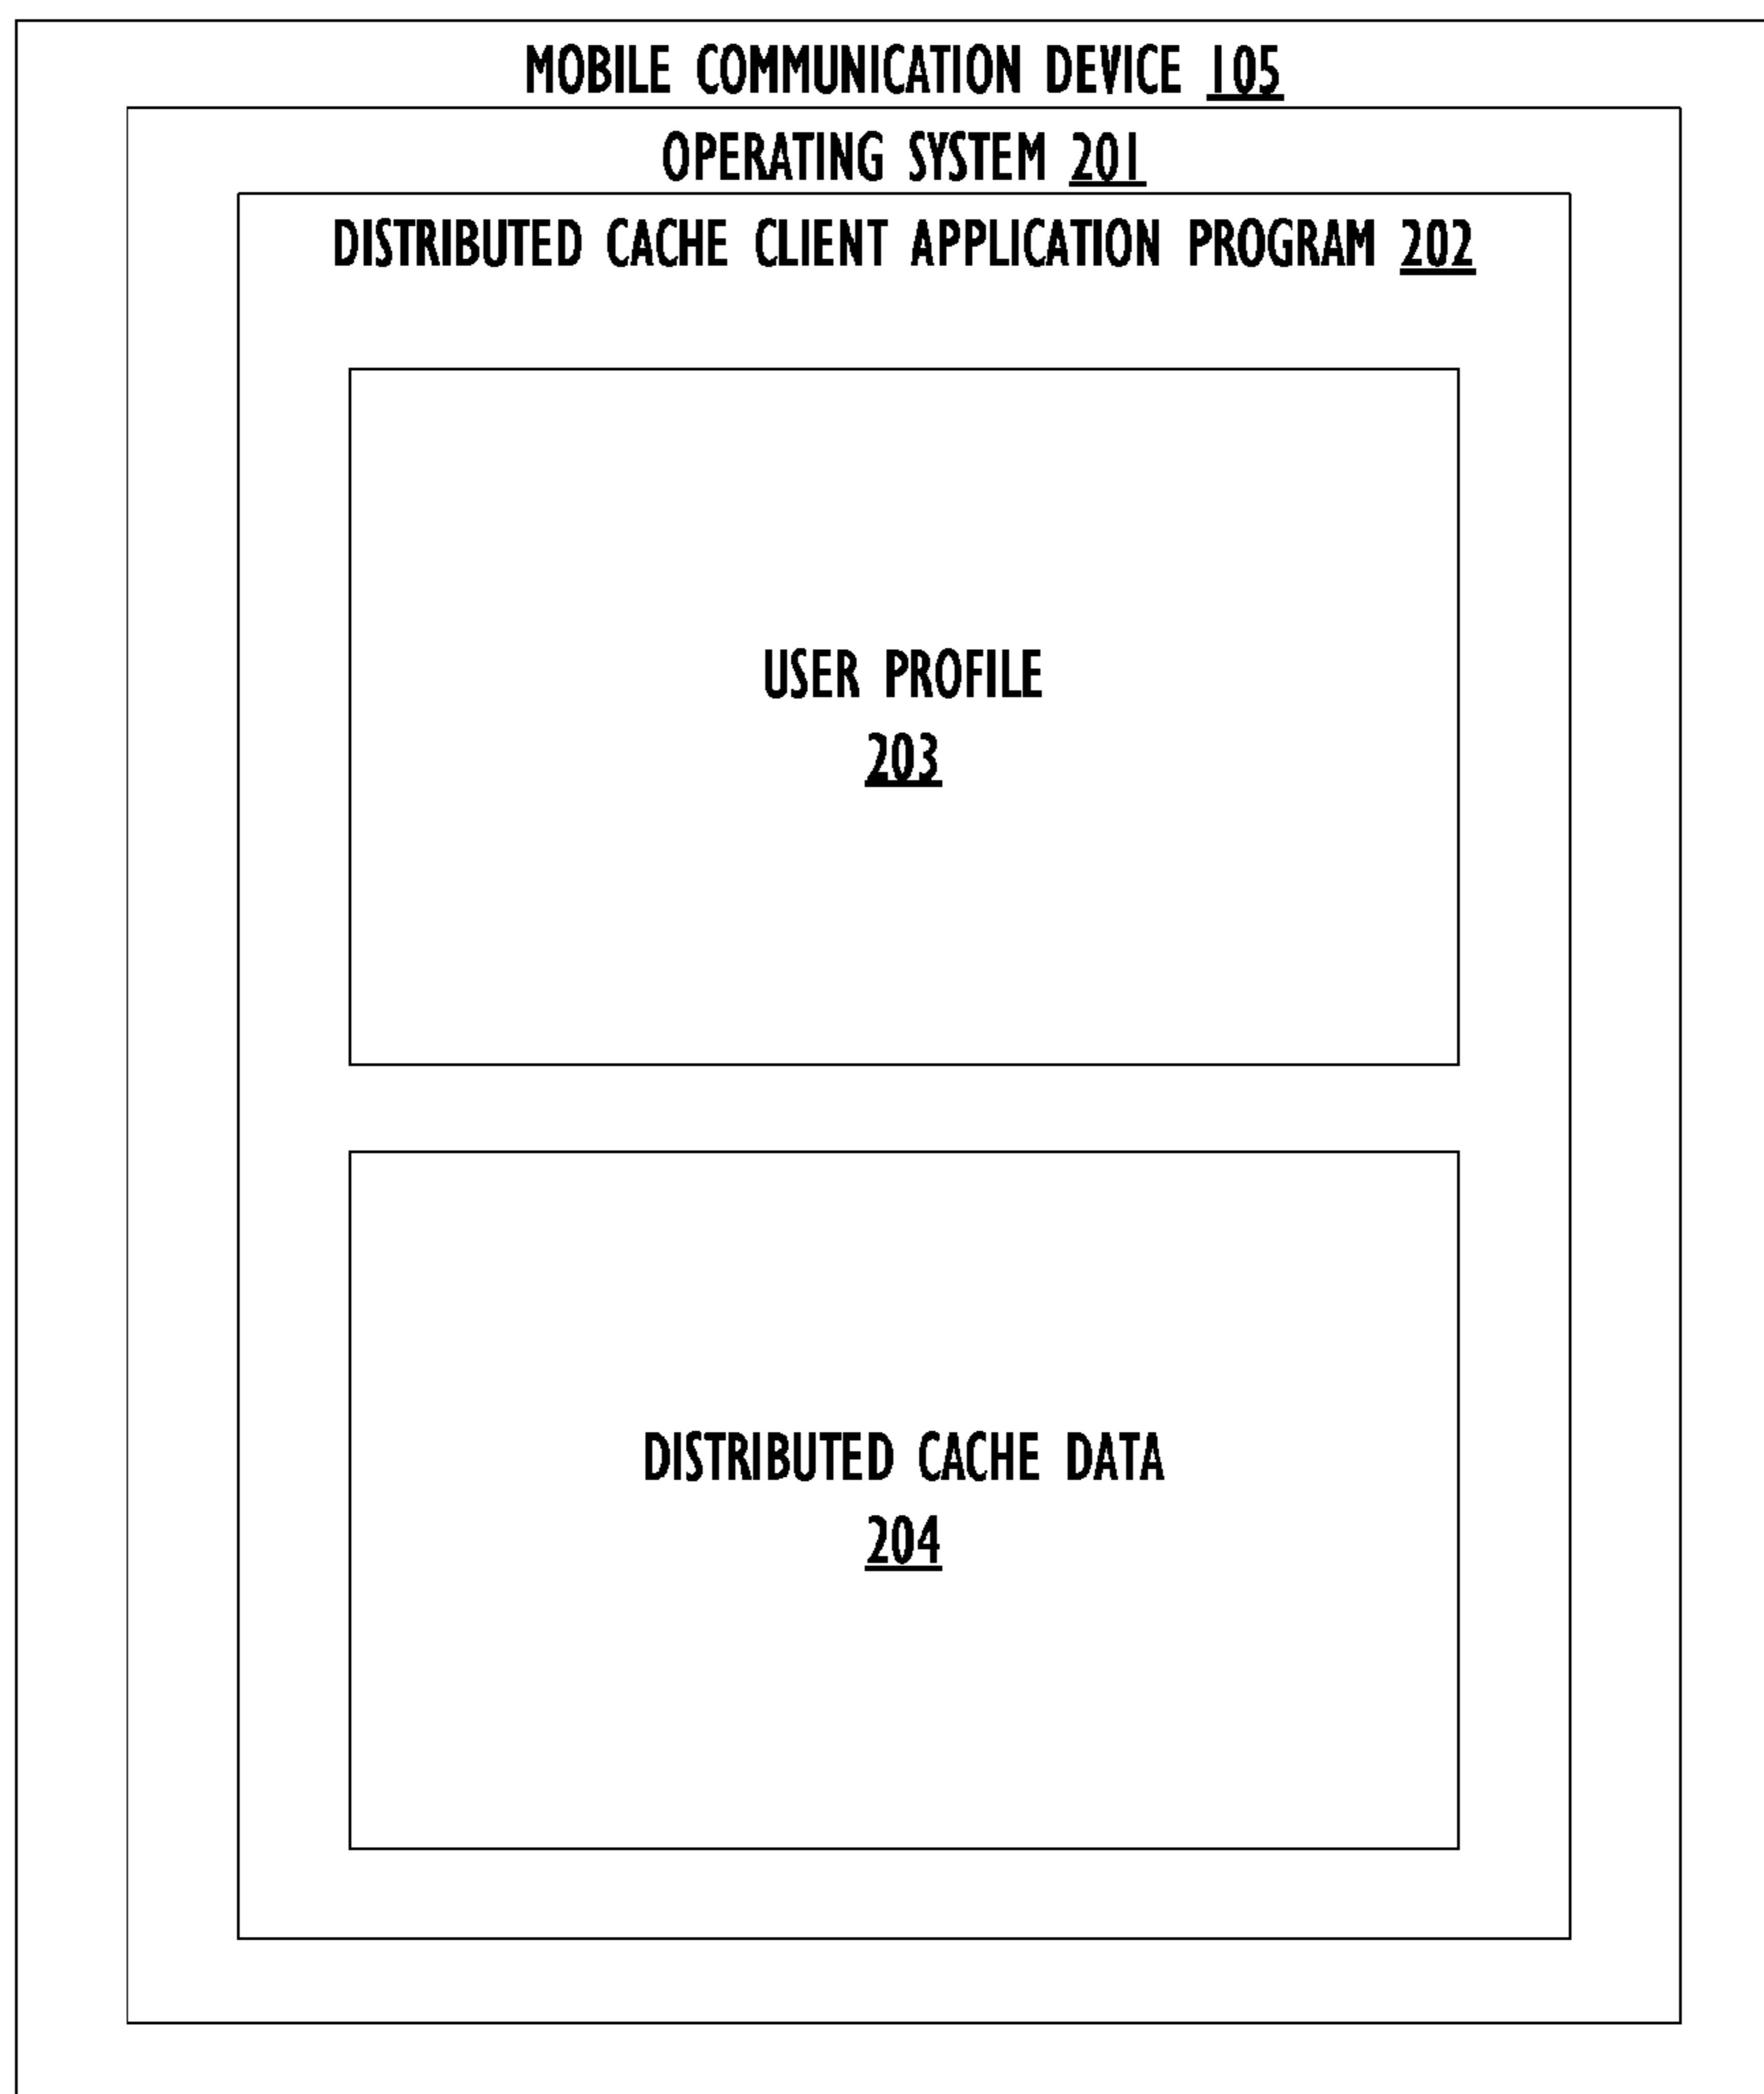 MOBILE COMMUNICATION DEVICE 105
OPERATING SYSTEM 201
DISTRIBUTED CACHE CLIENT APPLICATION PROGRAM 202
USER PROFILE
203
DISTRIBUTED CACHE DATA
204